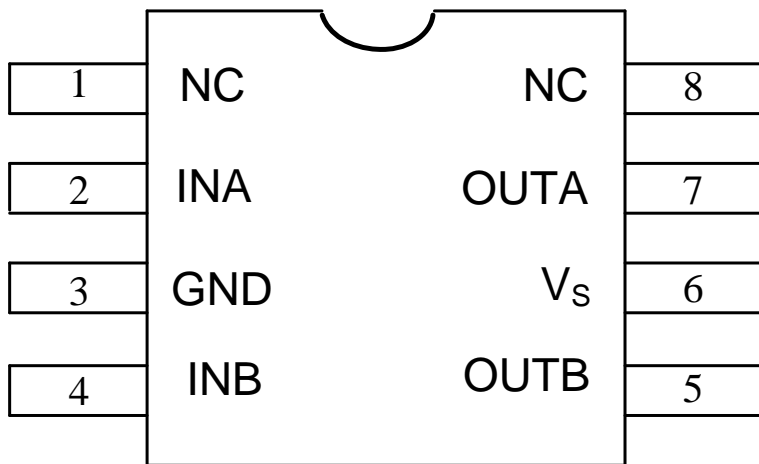 1 NC NC 8
2 INA OUTA 7
3 GND VS 6
4 INB OUTB 5